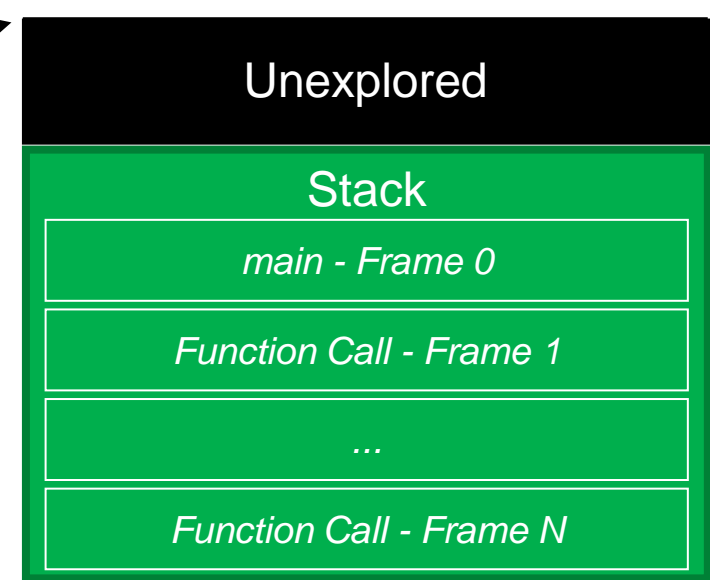 Unexplored
Stack
main - Frame 0
Function Call - Frame 1
...
Function Call - Frame N